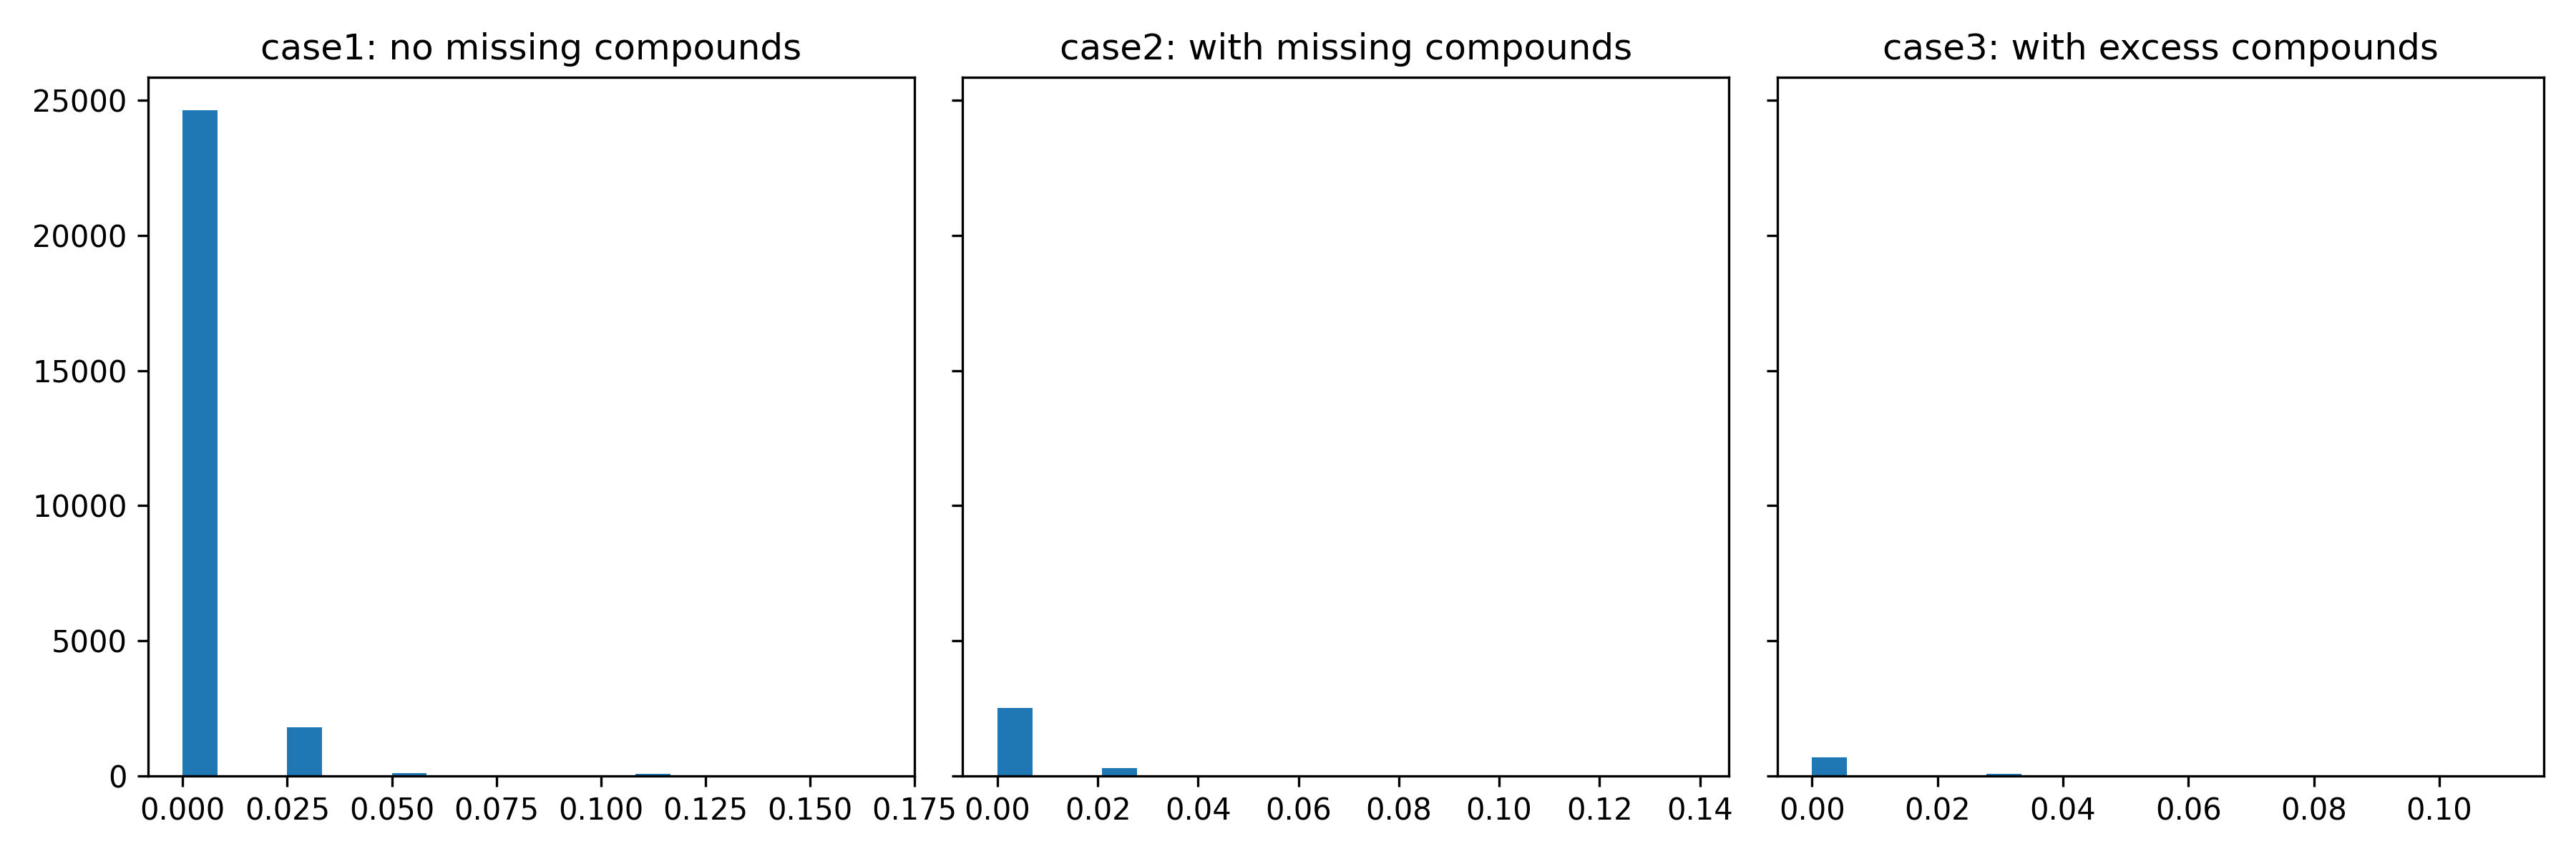 case1: no missing compounds
case2: with missing compounds
case3: with excess compounds
25000
20000
15000
10000
5000
0
0.000 0.025 0.050 0.075 0.100 0.125 0.150 0.175
0.00 0.02 0.04 0.06 0.08 0.10 0.12 0.14
0.00 0.02 0.04 0.06 0.08 0.10